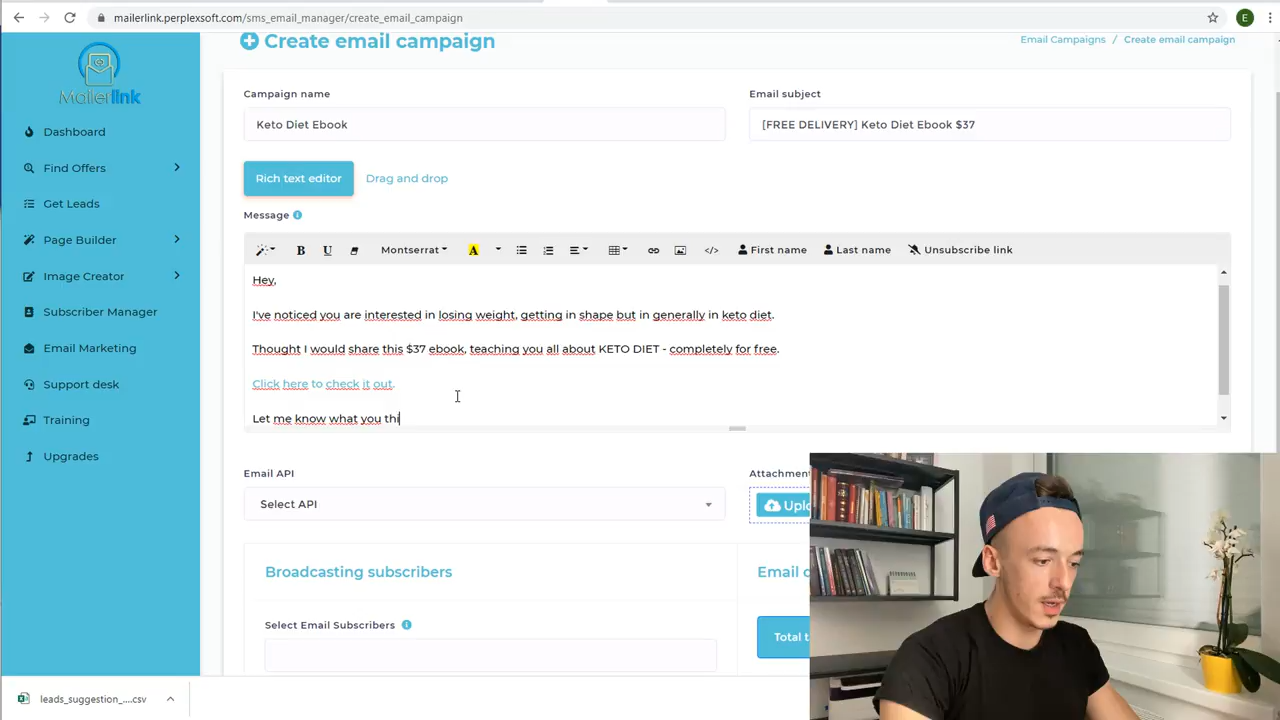 mailerlink.perplexsoft.com/sms_email_manager/create_email_campaign
E
Mailerlink
Dashboard
Find Offers
Get Leads
Page Builder
Image Creator
Subscriber Manager
Email Marketing
Support desk
Training
Upgrades
Create email campaign
Email Campaigns / Create email campaign
Campaign name
Email subject
Keto Diet Ebook
[FREE DELIVERY] Keto Diet Ebook $37
Rich text editor
Drag and drop
Message
B U Montserrat A </> First name Last name Unsubscribe link
Hey,
I've noticed you are interested in losing weight, getting in shape but in generally in keto diet.
Thought I would share this $37 ebook, teaching you all about KETO DIET - completely for free.
Click here to check it out.
Let me know what you thi
Email API
Attachment
Select API
Uplo
Broadcasting subscribers
Email c
Select Email Subscribers
Total t
leads_suggestion_....csv